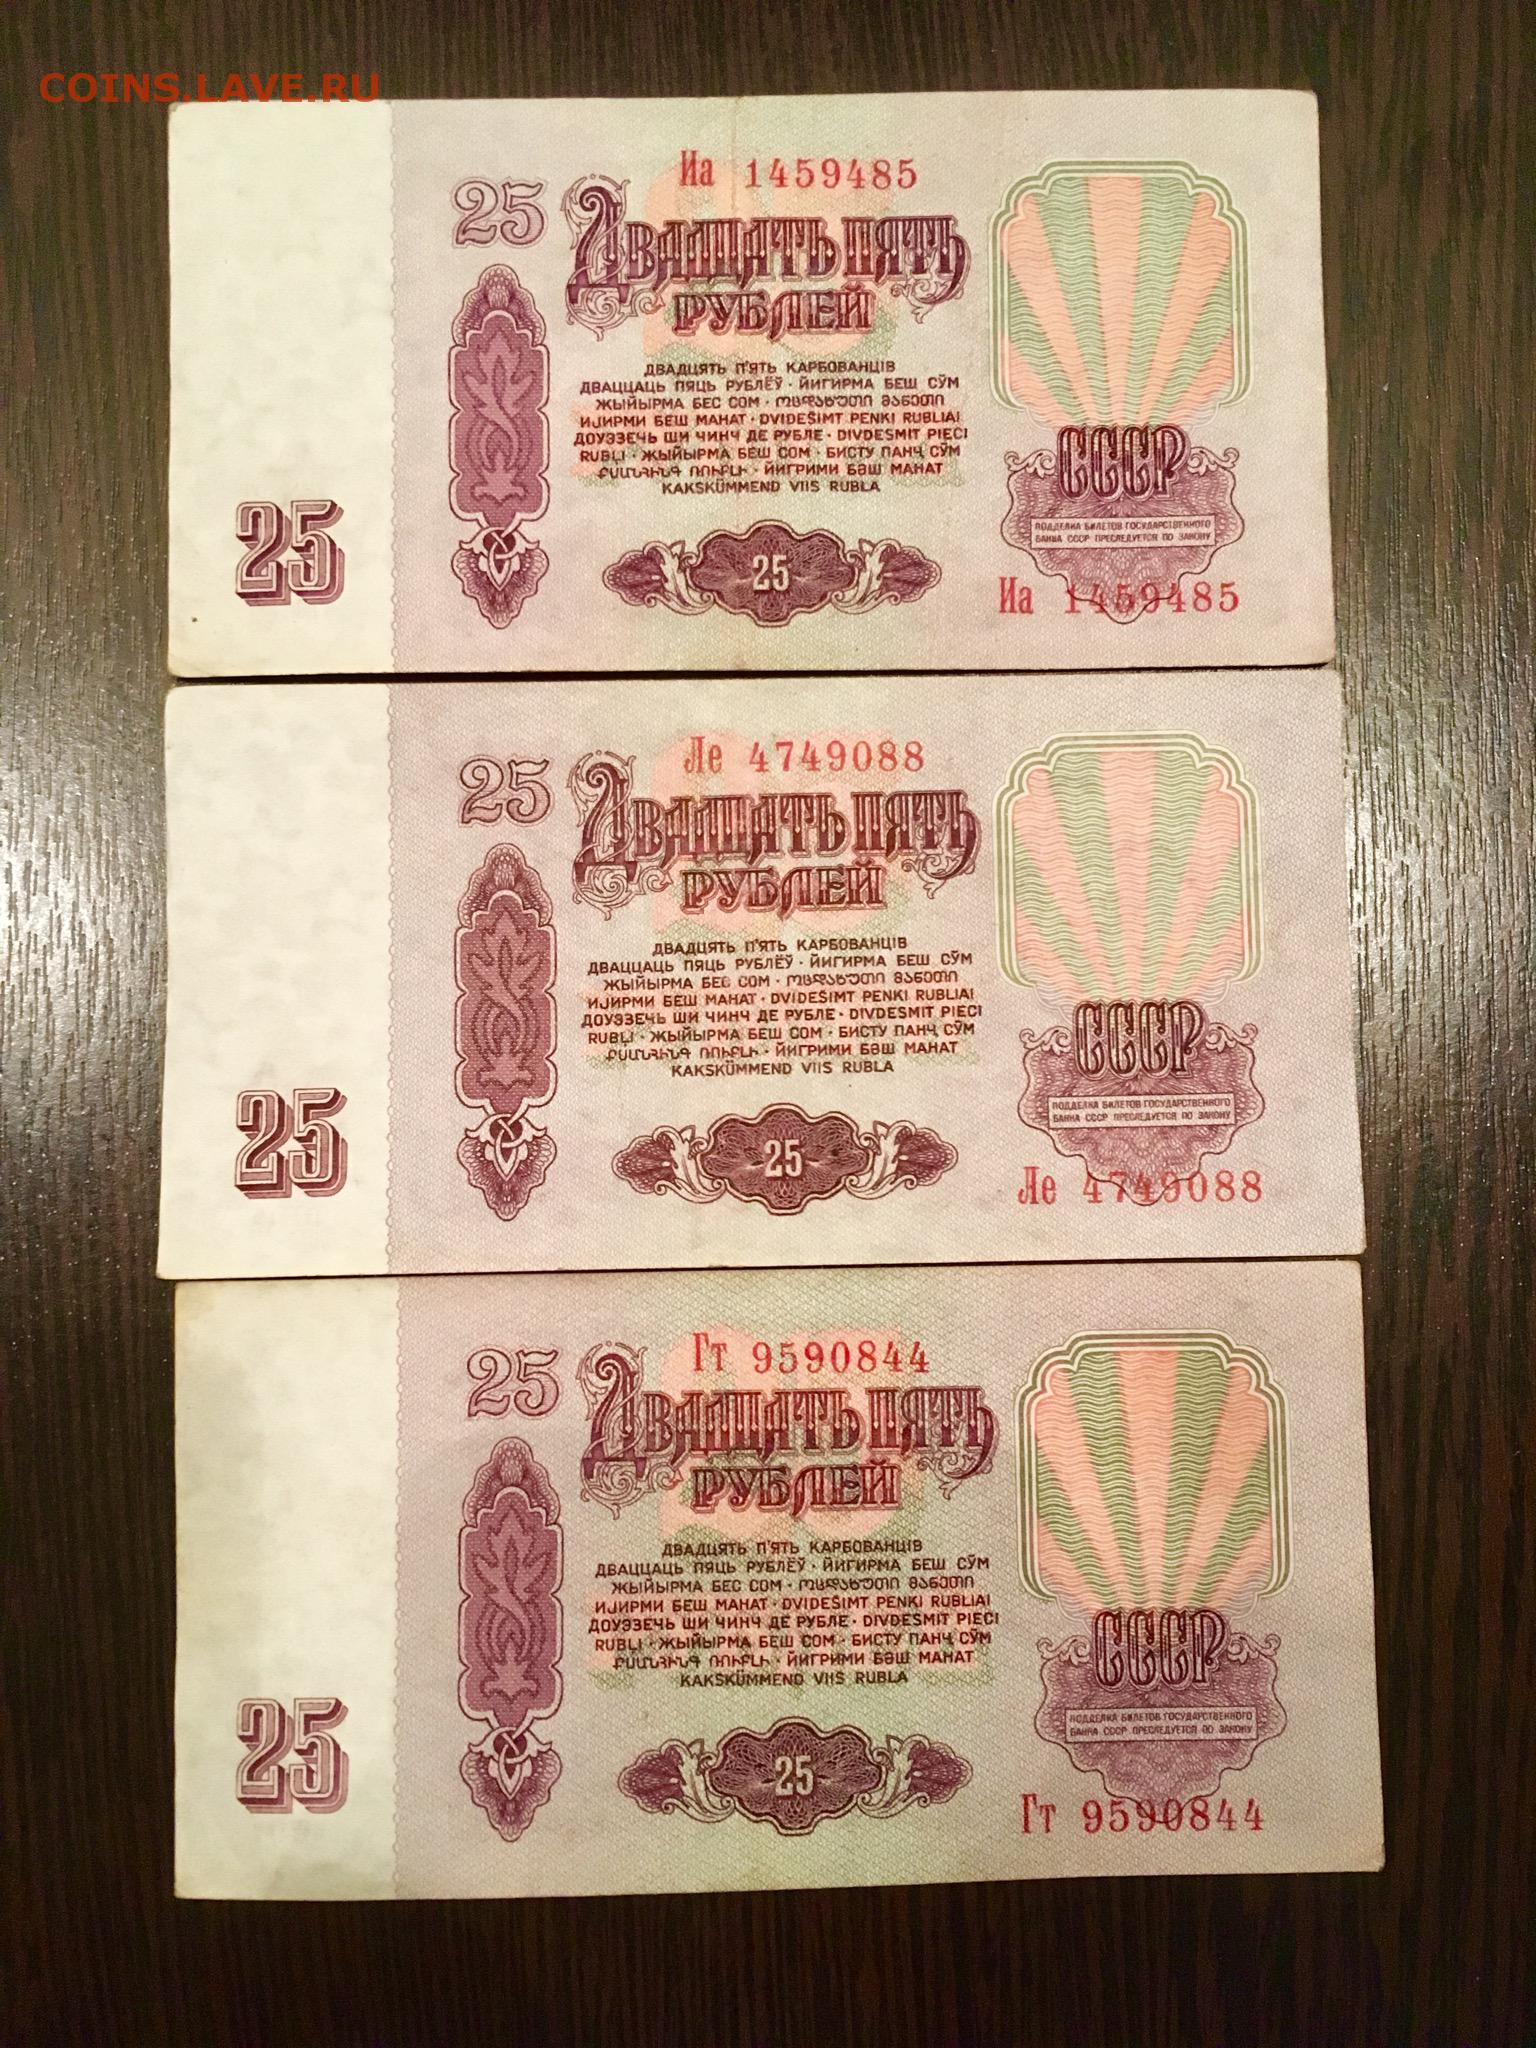 COINS.LAVE.RU
Иа 1459485
25
Двадцать пять
рублей
ДВАДЦЯТЬ П'ЯТЬ КАРБОВАНЦІВ
ДВАЦЦАЦЬ ПЯЦЬ РУБЛЁЎ · ЙИГИРМА БЕШ СЎМ
ЖЫЙЫРМА БЕС СОМ · ოცდახუთი მანეთი
ИЈИРМИ БЕШ МАНАТ · DVIDEŠIMT PENKI RUBLIAI
ДОУЭЗЕЧЬ ШИ ЧИНЧ ДЕ РУБЛЕ · DIVDESMIT PIECI
RUBĻI · ЖЫЙЫРМА БЕШ СОМ · БИСТУ ПАНҶ СЎМ
ՔՍԱՆՀԻՆԳ ՌՈՒԲԼԻ · ЙИГРИМИ БӘШ МАНАТ
KAKSKÜMMEND VIIS RUBLA
СССР
ПОДДЕЛКА БИЛЕТОВ ГОСУДАРСТВЕННОГО
БАНКА СССР ПРЕСЛЕДУЕТСЯ ПО ЗАКОНУ
25
25
Иа 1459485
Ле 4749088
25
Двадцать пять
рублей
ДВАДЦЯТЬ П'ЯТЬ КАРБОВАНЦІВ
ДВАЦЦАЦЬ ПЯЦЬ РУБЛЁЎ · ЙИГИРМА БЕШ СЎМ
ЖЫЙЫРМА БЕС СОМ · ოცდახუთი მანეთი
ИЈИРМИ БЕШ МАНАТ · DVIDEŠIMT PENKI RUBLIAI
ДОУЭЗЕЧЬ ШИ ЧИНЧ ДЕ РУБЛЕ · DIVDESMIT PIECI
RUBĻI · ЖЫЙЫРМА БЕШ СОМ · БИСТУ ПАНҶ СЎМ
ՔՍԱՆՀԻՆԳ ՌՈՒԲԼԻ · ЙИГРИМИ БӘШ МАНАТ
KAKSKÜMMEND VIIS RUBLA
СССР
ПОДДЕЛКА БИЛЕТОВ ГОСУДАРСТВЕННОГО
БАНКА СССР ПРЕСЛЕДУЕТСЯ ПО ЗАКОНУ
25
25
Ле 4749088
Гт 9590844
25
Двадцать пять
рублей
ДВАДЦЯТЬ П'ЯТЬ КАРБОВАНЦІВ
ДВАЦЦАЦЬ ПЯЦЬ РУБЛЁЎ · ЙИГИРМА БЕШ СЎМ
ЖЫЙЫРМА БЕС СОМ · ოცდახუთი მანეთი
ИЈИРМИ БЕШ МАНАТ · DVIDEŠIMT PENKI RUBLIAI
ДОУЭЗЕЧЬ ШИ ЧИНЧ ДЕ РУБЛЕ · DIVDESMIT PIECI
RUBĻI · ЖЫЙЫРМА БЕШ СОМ · БИСТУ ПАНҶ СЎМ
ՔՍԱՆՀԻՆԳ ՌՈՒԲԼԻ · ЙИГРИМИ БӘШ МАНАТ
KAKSKÜMMEND VIIS RUBLA
СССР
ПОДДЕЛКА БИЛЕТОВ ГОСУДАРСТВЕННОГО
БАНКА СССР ПРЕСЛЕДУЕТСЯ ПО ЗАКОНУ
25
25
Гт 9590844